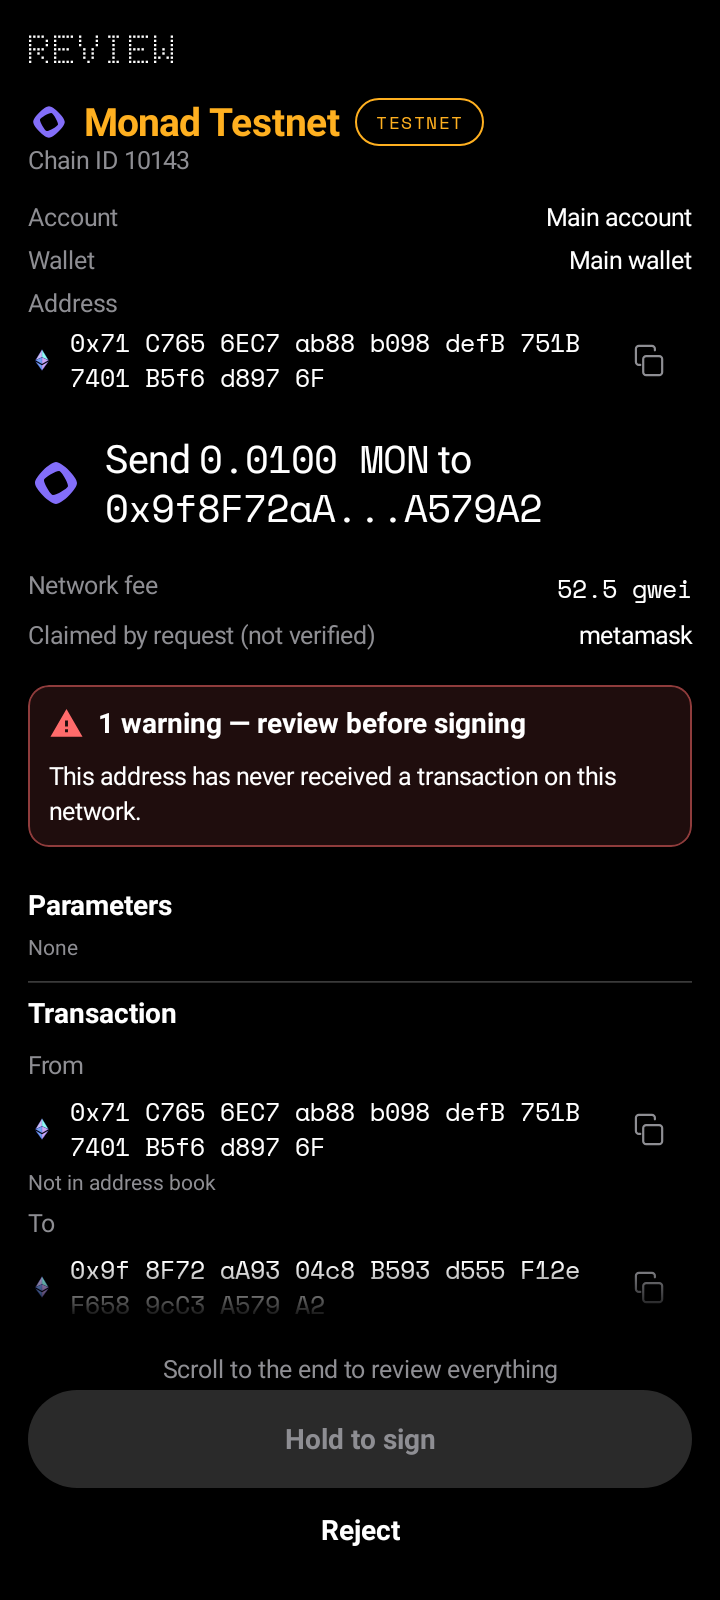 REVIEW
Monad Testnet TESTNET
Chain ID 10143
Account Main account
Wallet Main wallet
Address
0x71 C765 6EC7 ab88 b098 defB 751B
7401 B5f6 d897 6F
Send 0.0100 MON to
0x9f8F72aA...A579A2
Network fee 52.5 gwei
Claimed by request (not verified) metamask
1 warning — review before signing
This address has never received a transaction on this
network.
Parameters
None
Transaction
From
0x71 C765 6EC7 ab88 b098 defB 751B
7401 B5f6 d897 6F
Not in address book
To
0x9f 8F72 aA93 04c8 B593 d555 F12e
F658 9cC3 A579 A2
Scroll to the end to review everything
Hold to sign
Reject